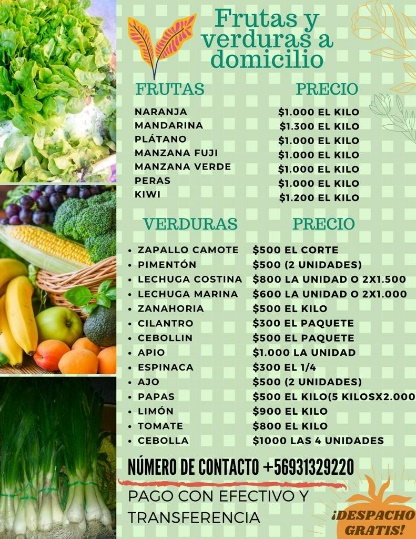 Frutas y
verduras a
domicilio
FRUTAS PRECIO
NARANJA $1.000 EL KILO
MANDARINA $1.300 EL KILO
PLÁTANO $1.000 EL KILO
MANZANA FUJI $1.000 EL KILO
MANZANA VERDE $1.000 EL KILO
PERAS $1.000 EL KILO
KIWI $1.200 EL KILO
VERDURAS PRECIO
• ZAPALLO CAMOTE $500 EL CORTE
• PIMENTÓN $500 (2 UNIDADES)
• LECHUGA COSTINA $800 LA UNIDAD O 2X1.500
• LECHUGA MARINA $600 LA UNIDAD O 2X1.000
• ZANAHORIA $500 EL KILO
• CILANTRO $300 EL PAQUETE
• CEBOLLIN $500 EL PAQUETE
• APIO $1.000 LA UNIDAD
• ESPINACA $300 EL 1/4
• AJO $500 (2 UNIDADES)
• PAPAS $500 EL KILO(5 KILOSX2.000
• LIMÓN $900 EL KILO
• TOMATE $800 EL KILO
• CEBOLLA $1000 LAS 4 UNIDADES
NÚMERO DE CONTACTO +56931329220
PAGO CON EFECTIVO Y
TRANSFERENCIA
¡DESPACHO
GRATIS!